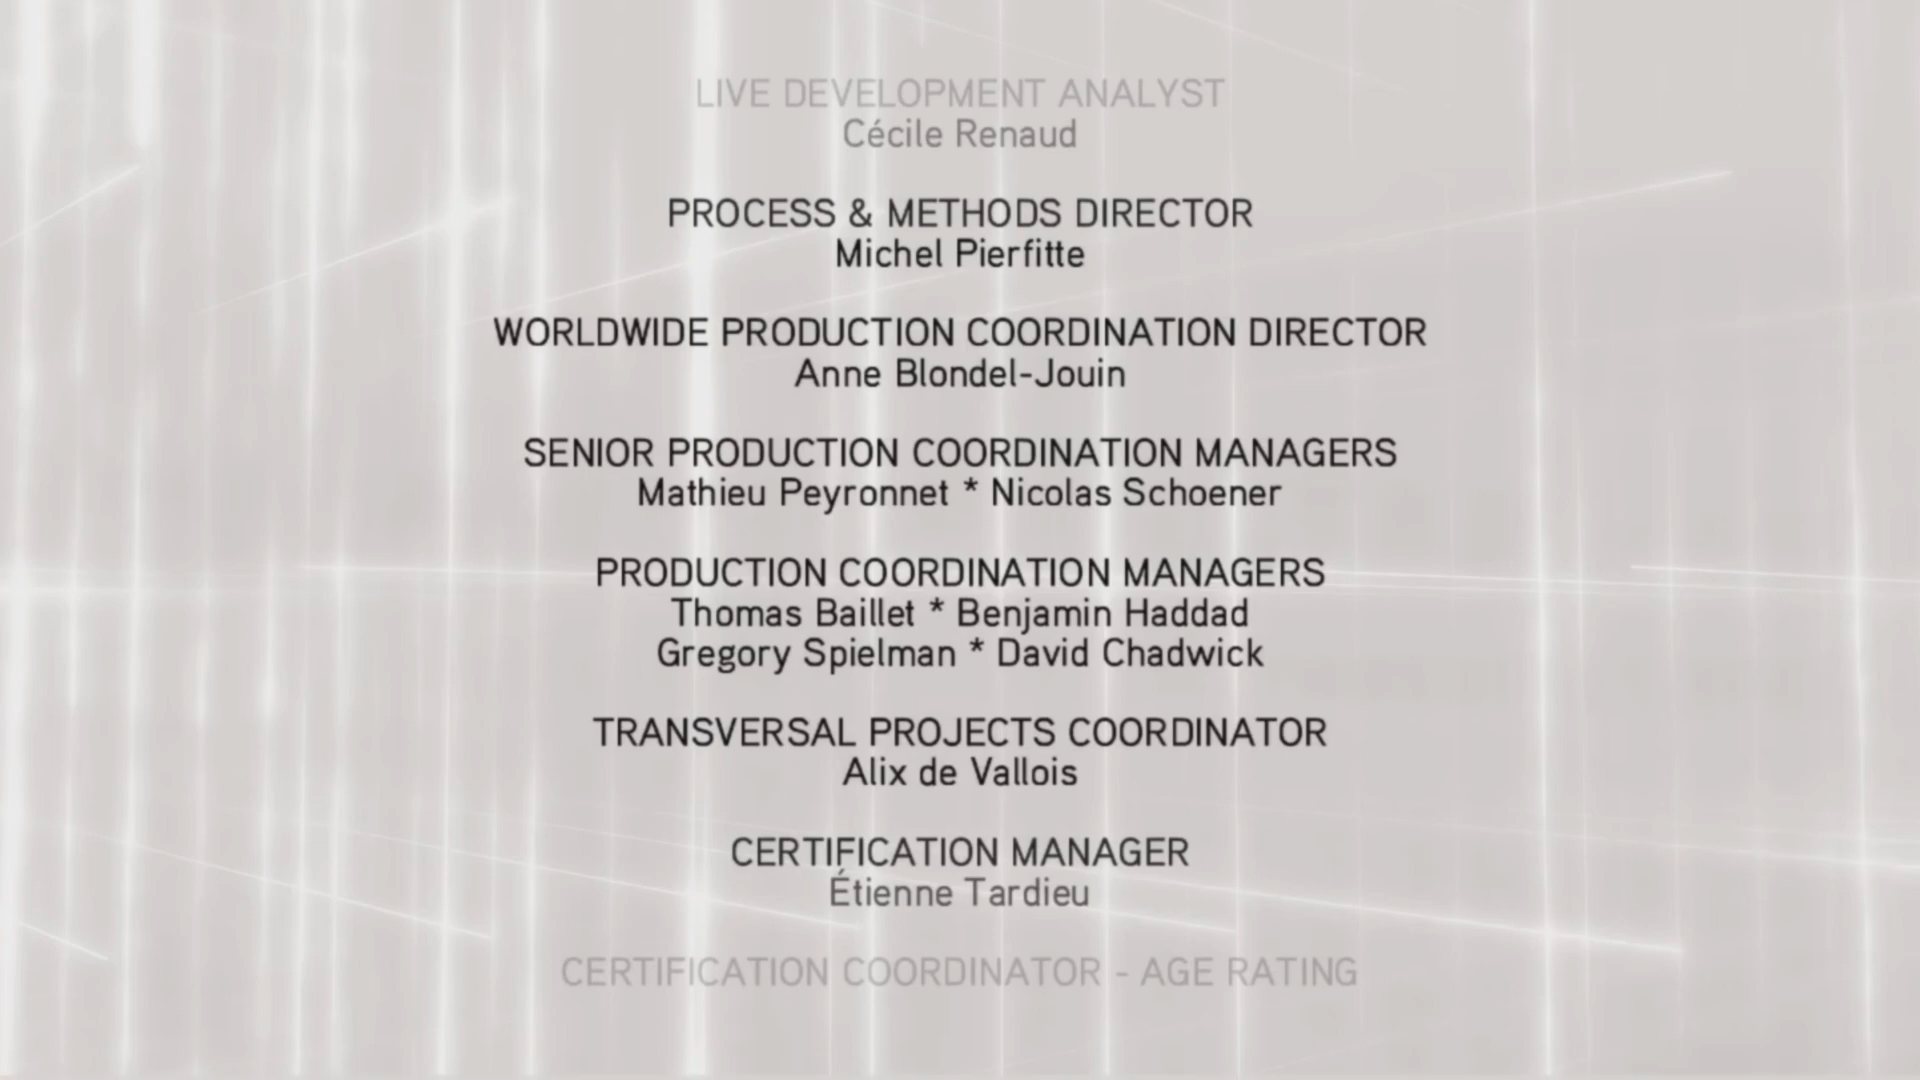 LIVE DEVELOPMENT ANALYST
Cécile Renaud
PROCESS & METHODS DIRECTOR
Michel Pierfitte
WORLDWIDE PRODUCTION COORDINATION DIRECTOR
Anne Blondel-Jouin
SENIOR PRODUCTION COORDINATION MANAGERS
Mathieu Peyronnet * Nicolas Schoener
PRODUCTION COORDINATION MANAGERS
Thomas Baillet * Benjamin Haddad
Gregory Spielman * David Chadwick
TRANSVERSAL PROJECTS COORDINATOR
Alix de Vallois
CERTIFICATION MANAGER
Étienne Tardieu
CERTIFICATION COORDINATOR - AGE RATING